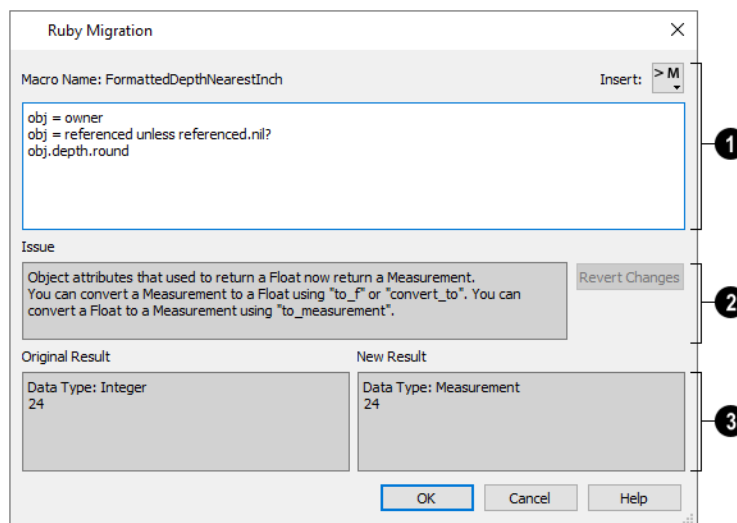 Ruby Migration
Macro Name: FormattedDepthNearestInch
Insert: > M
obj = owner
obj = referenced unless referenced.nil?
obj.depth.round
1
Issue
Object attributes that used to return a Float now return a Measurement.
You can convert a Measurement to a Float using "to_f" or "convert_to". You can
convert a Float to a Measurement using "to_measurement".
Revert Changes
2
Original Result
New Result
Data Type: Integer
24
Data Type: Measurement
24
3
OK
Cancel
Help